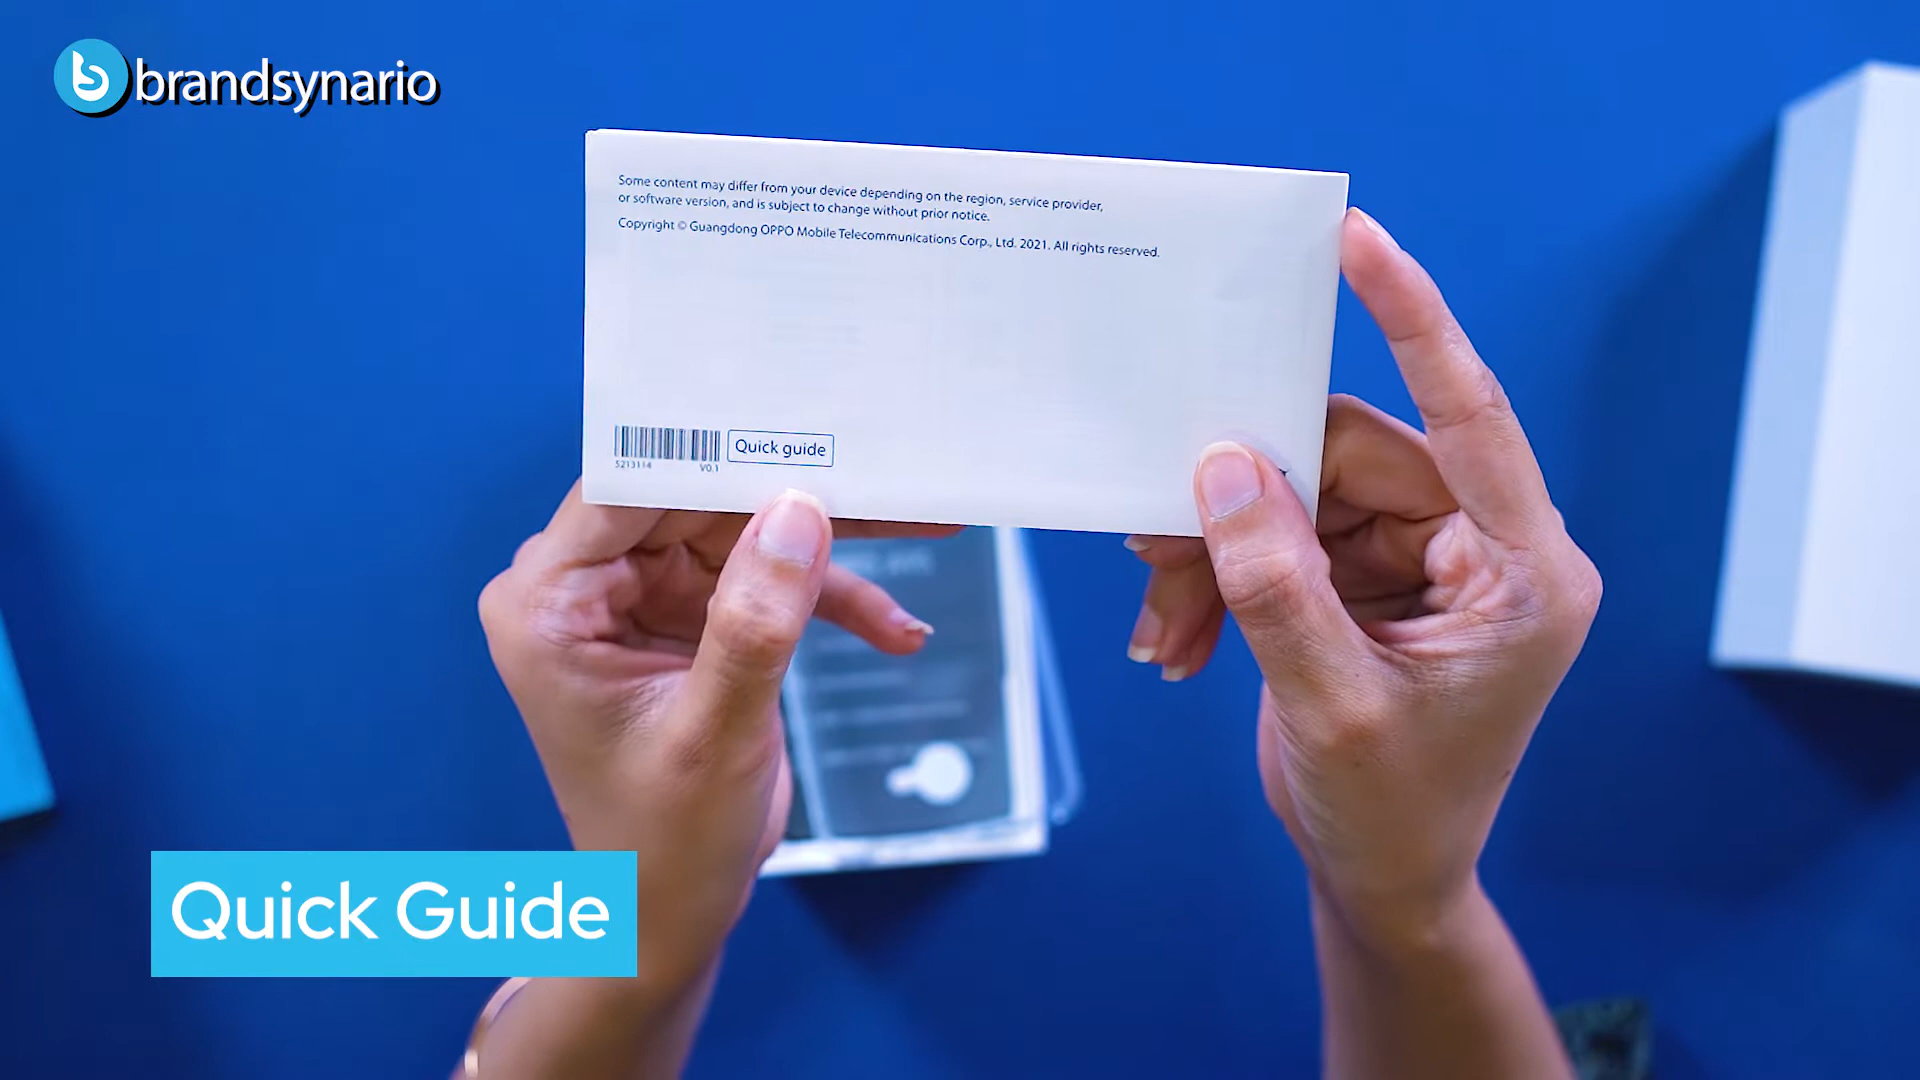 brandsynario
Some content may differ from your device depending on the region, service provider,
or software version, and is subject to change without prior notice.
Copyright © Guangdong OPPO Mobile Telecommunications Corp., Ltd. 2021. All rights reserved.
5213114 V0.1
Quick guide
Quick Guide